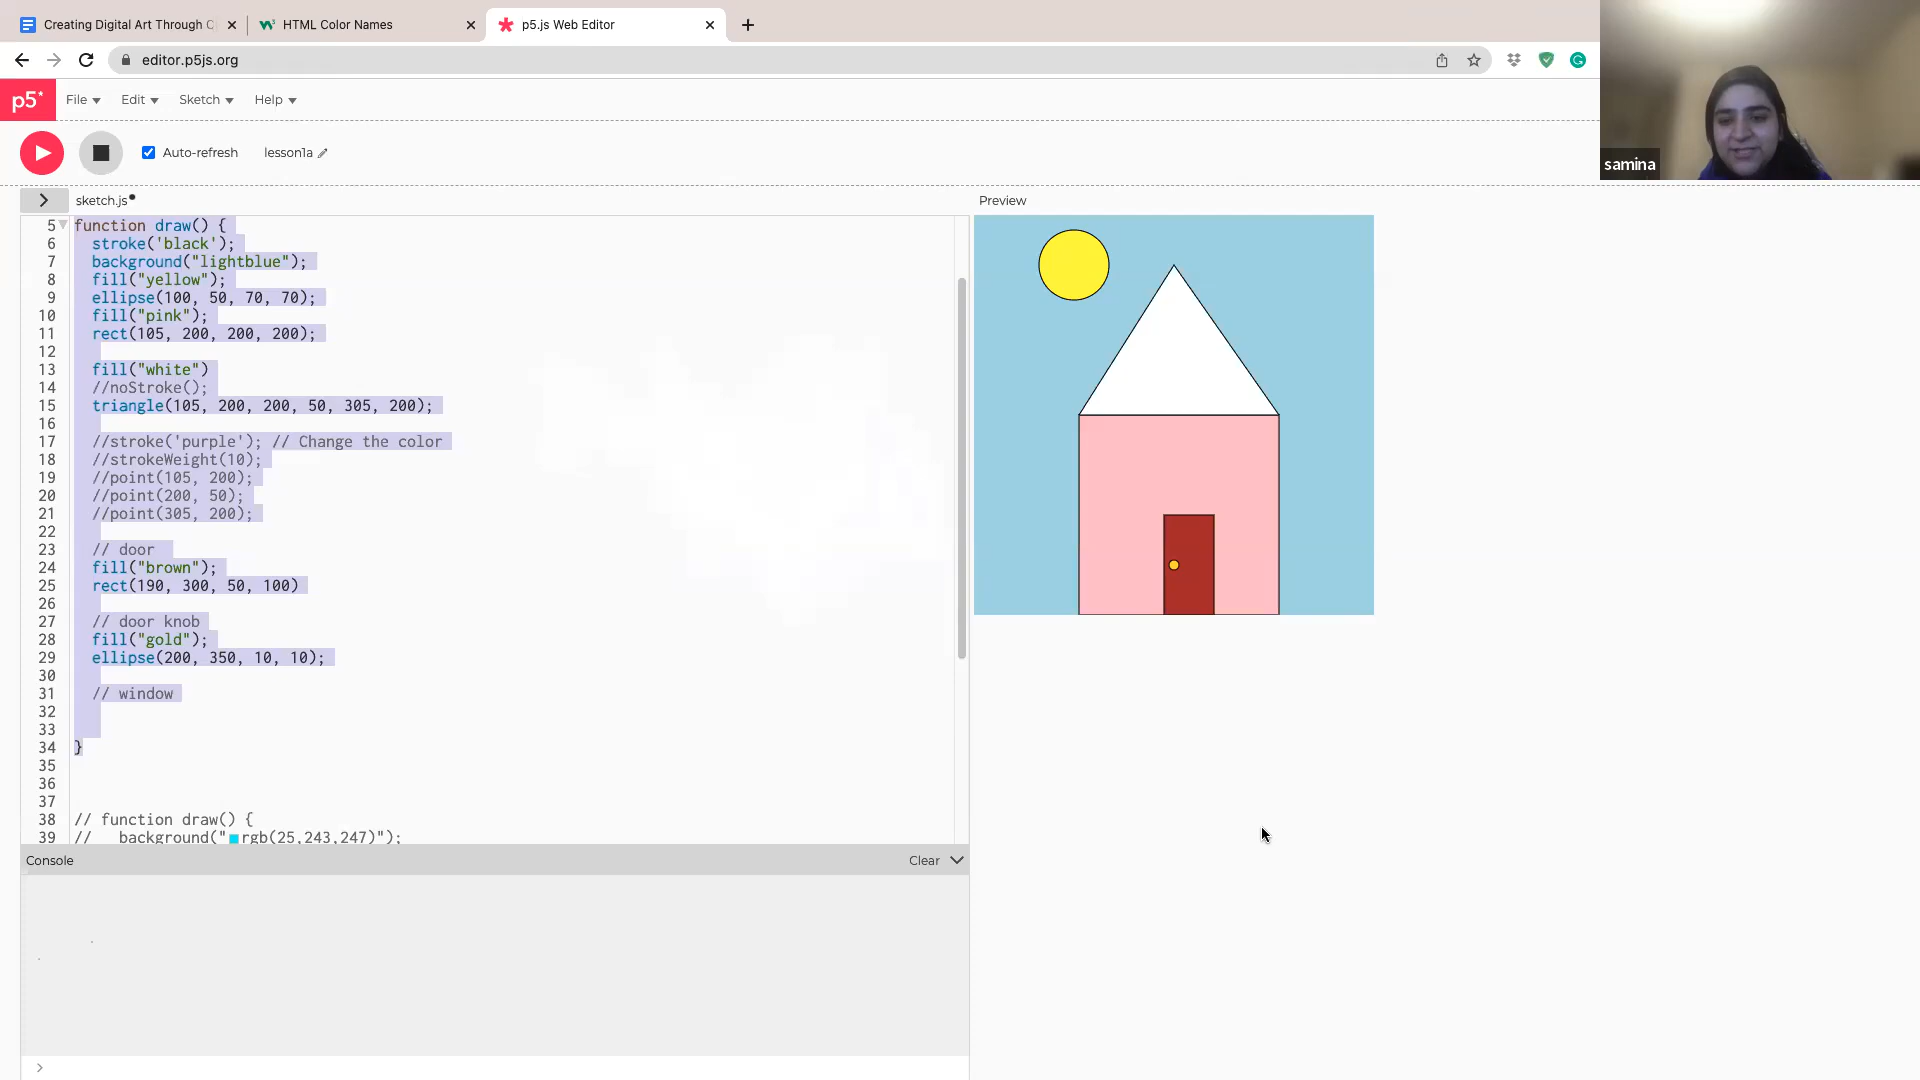 Creating Digital Art Through C
HTML Color Names
p5.js Web Editor
editor.p5js.org
p5*
File
Edit
Sketch
Help
Auto-refresh
lesson1a
samina
sketch.js
Preview
5 function draw() {
6 stroke('black');
7 background("lightblue");
8 fill("yellow");
9 ellipse(100, 50, 70, 70);
10 fill("pink");
11 rect(105, 200, 200, 200);
12
13 fill("white")
14 //noStroke();
15 triangle(105, 200, 200, 50, 305, 200);
16
17 //stroke('purple'); // Change the color
18 //strokeWeight(10);
19 //point(105, 200);
20 //point(200, 50);
21 //point(305, 200);
22
23 // door
24 fill("brown");
25 rect(190, 300, 50, 100)
26
27 // door knob
28 fill("gold");
29 ellipse(200, 350, 10, 10);
30
31 // window
32
33
34 }
35
36
37
38 // function draw() {
39 // background("rgb(25,243,247)");
Console
Clear
>